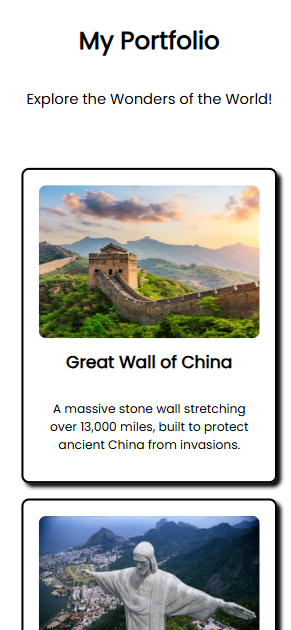 My Portfolio
Explore the Wonders of the World!
Great Wall of China
A massive stone wall stretching
over 13,000 miles, built to protect
ancient China from invasions.